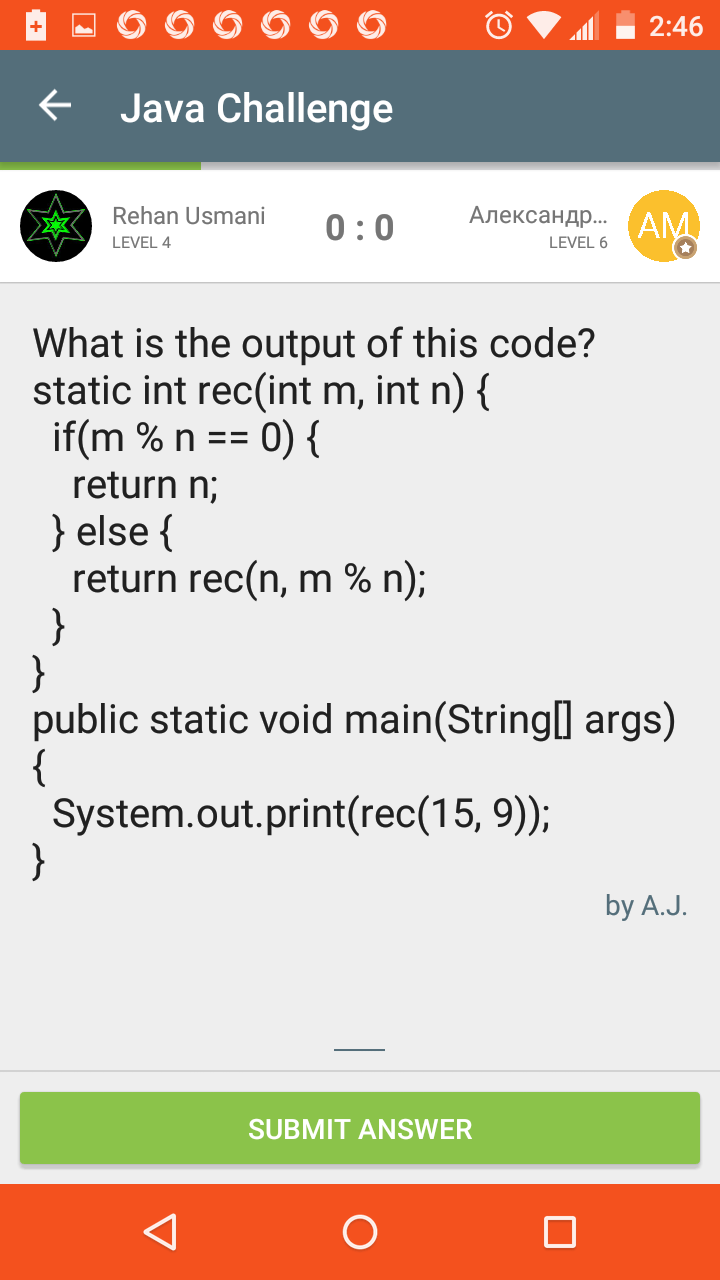 2:46
Java Challenge
Rehan Usmani
LEVEL 4
0 : 0
Александр...
LEVEL 6
AM
What is the output of this code?
static int rec(int m, int n) {
if(m % n == 0) {
return n;
} else {
return rec(n, m % n);
}
}
public static void main(String[] args)
{
System.out.print(rec(15, 9));
}
by A.J.
SUBMIT ANSWER